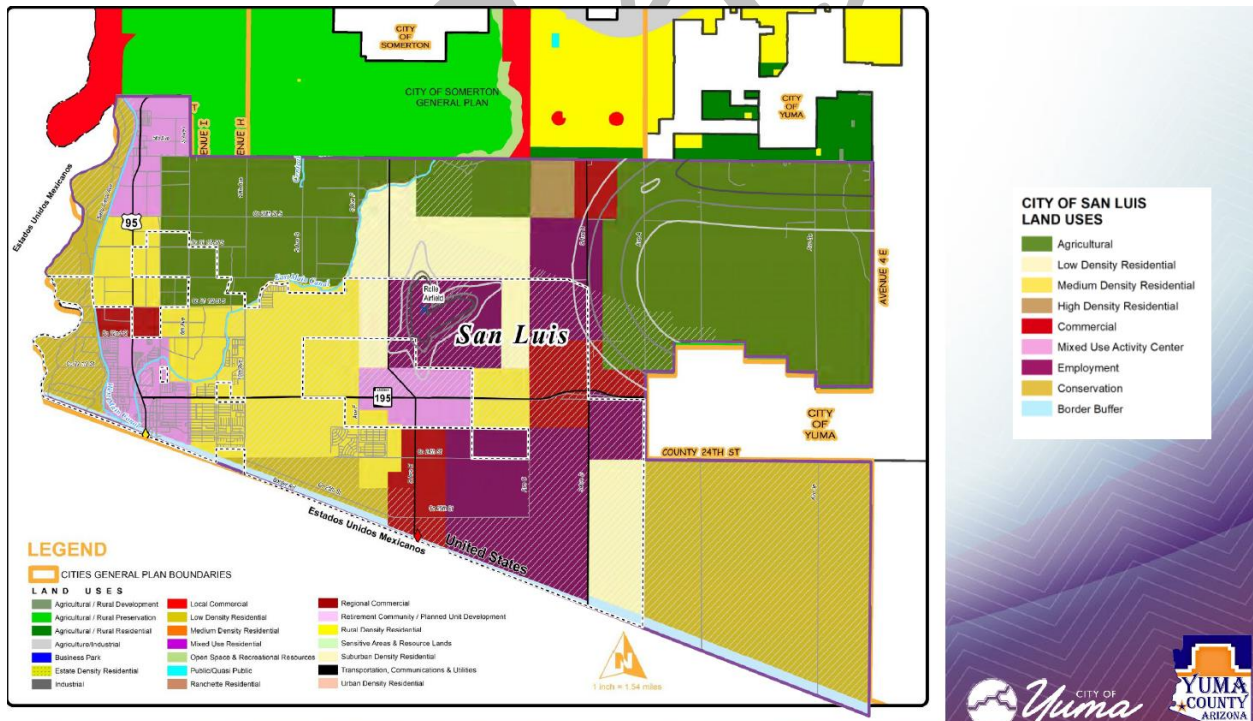 CITY
OF
SOMERTON
CITY OF SOMERTON
GENERAL PLAN
CITY
OF
YUMA
ENUE I
ENUE H
Estados Unidos Mexicanos
95
AVENUE 4 E
Rolle
Airfield
San Luis
195
CITY
OF
YUMA
COUNTY 24TH ST
Estados Unidos Mexicanos
United States
LEGEND
CITIES GENERAL PLAN BOUNDARIES
LAND USES
Agricultural / Rural Development
Agricultural / Rural Preservation
Agricultural / Rural Residential
Agriculture/Industrial
Business Park
Estate Density Residential
Industrial
Local Commercial
Low Density Residential
Medium Density Residential
Mixed Use Residential
Open Space & Recreational Resources
Public/Quasi Public
Ranchette Residential
Regional Commercial
Retirement Community / Planned Unit Development
Rural Density Residential
Sensitive Areas & Resource Lands
Suburban Density Residential
Transportation, Communications & Utilities
Urban Density Residential
N
1 inch = 1.54 miles
CITY OF SAN LUIS
LAND USES
Agricultural
Low Density Residential
Medium Density Residential
High Density Residential
Commercial
Mixed Use Activity Center
Employment
Conservation
Border Buffer
CITY OF
Yuma
YUMA
COUNTY
ARIZONA